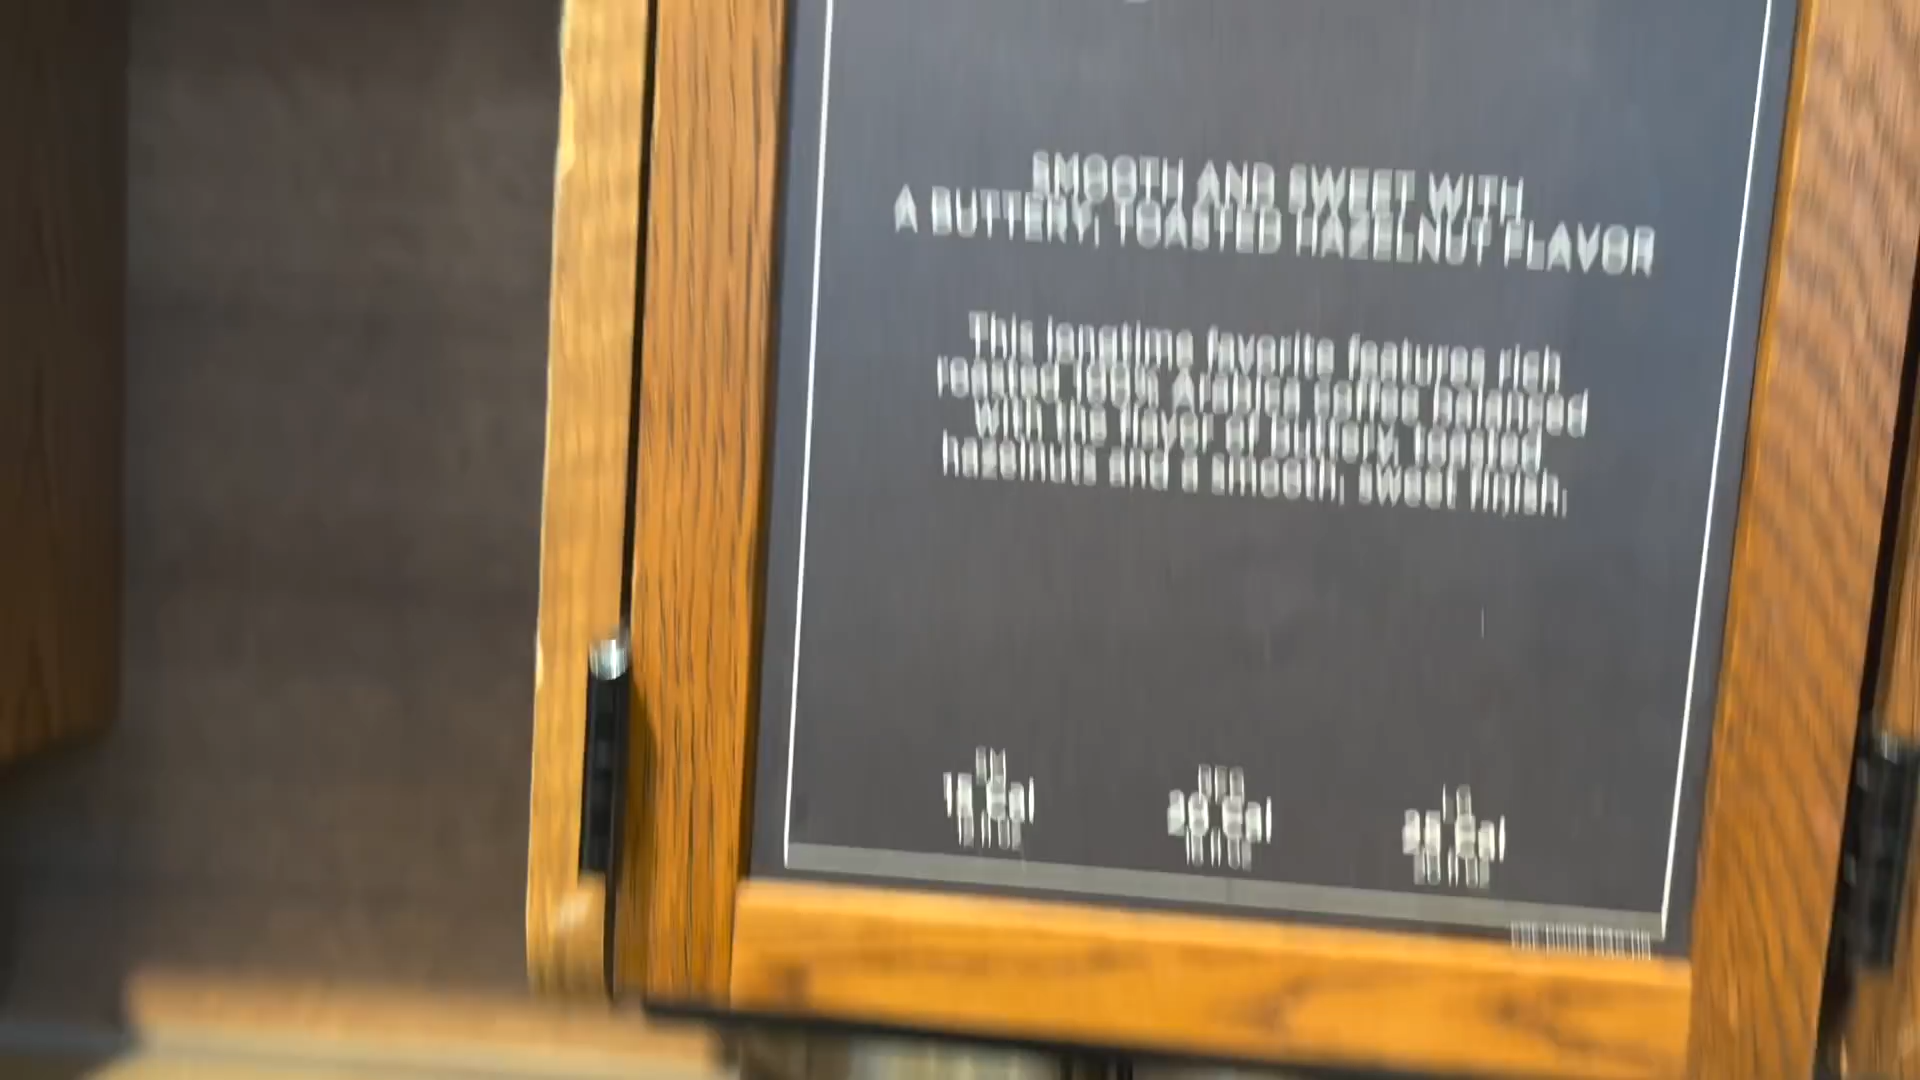 SMOOTH AND SWEET WITH
A BUTTERY, TOASTED HAZELNUT FLAVOR
This longtime favorite features rich
roasted 100% Arabica coffee balanced
with the flavor of buttery, toasted
hazelnuts and a smooth, sweet finish.